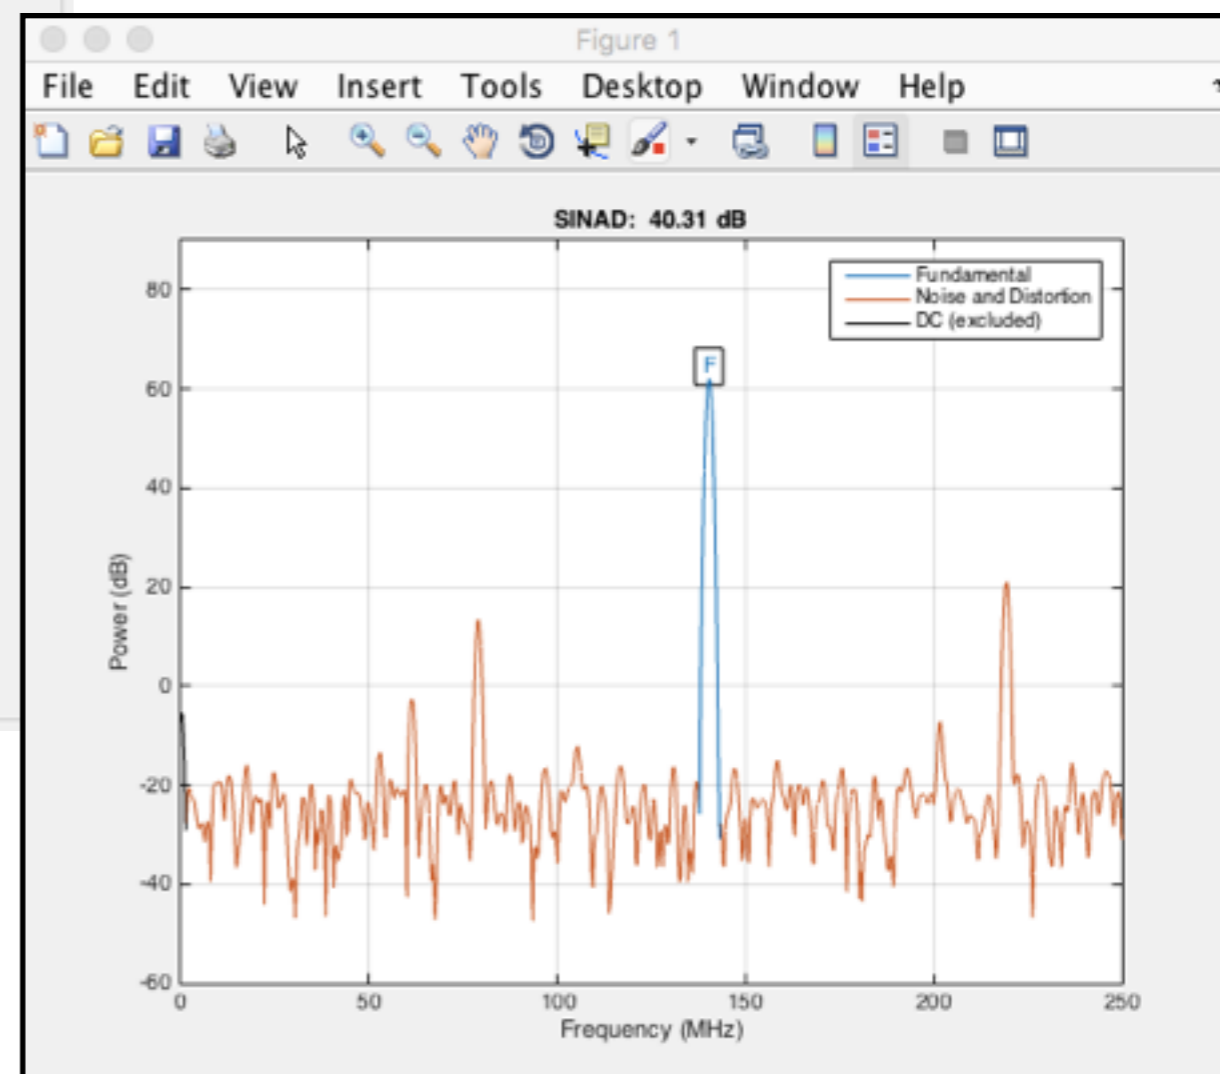 Figure 1
File Edit View Insert Tools Desktop Window Help
SINAD: 40.31 dB
Fundamental
Noise and Distortion
DC (excluded)
F
80
60
40
20
0
-20
-40
-60
Power (dB)
0 50 100 150 200 250
Frequency (MHz)